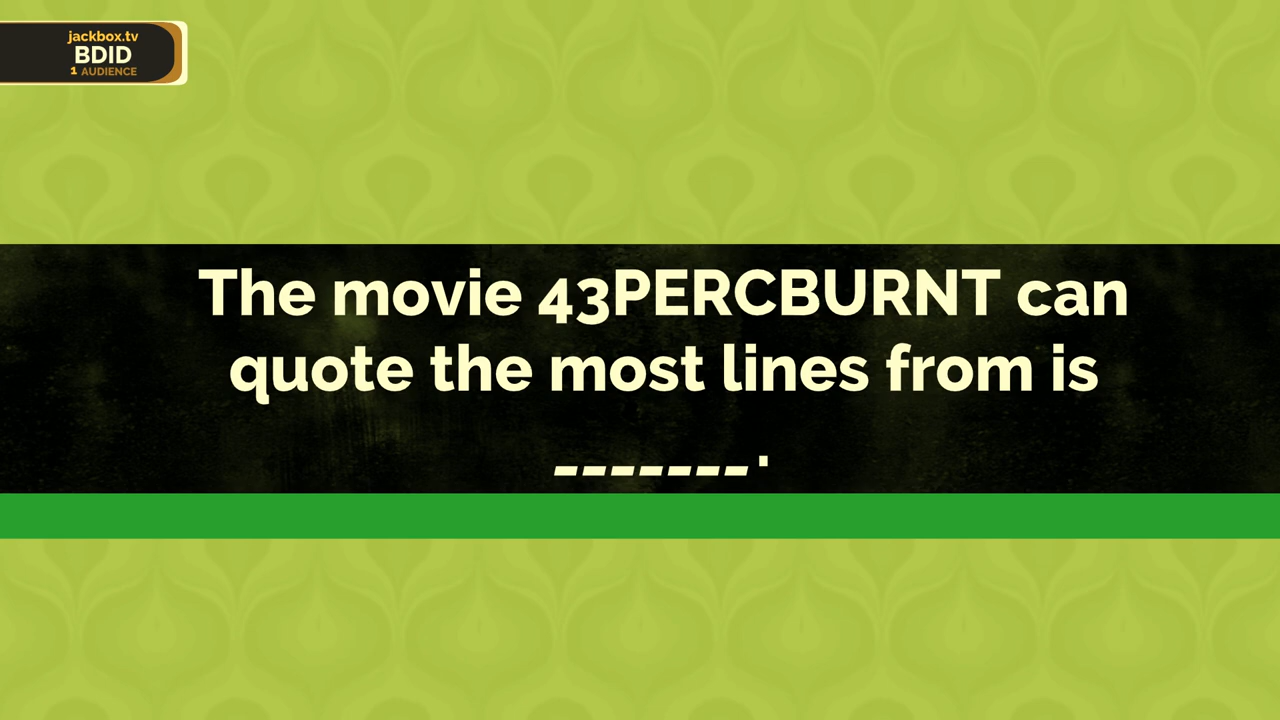 jackbox.tv
BDID
1 AUDIENCE
The movie 43PERCBURNT can
quote the most lines from is
_______.